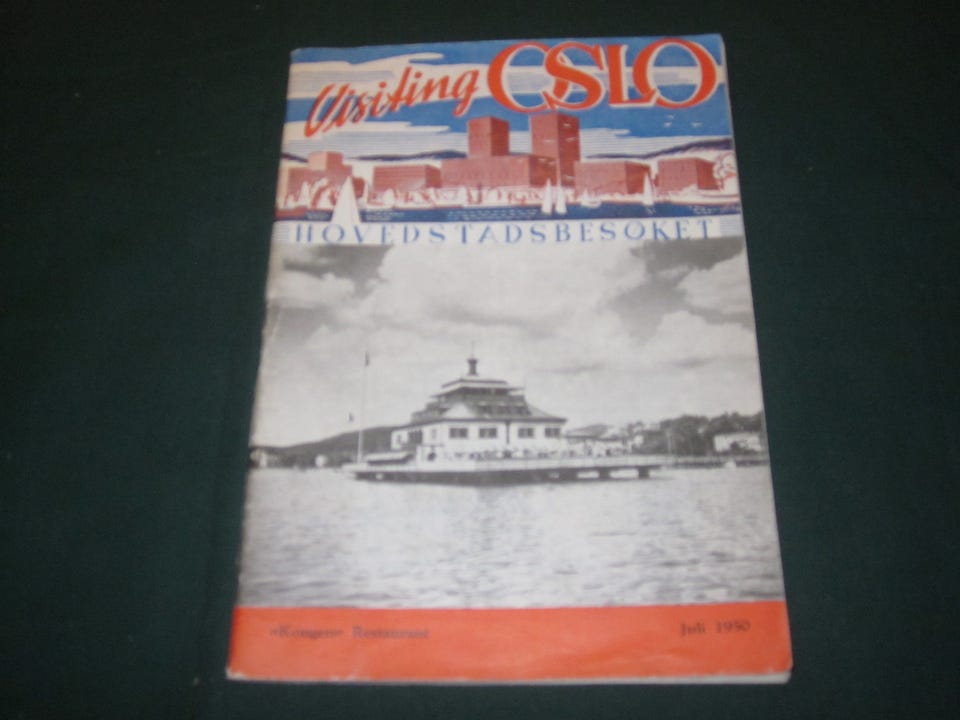 Visiting OSLO
HOVEDSTADSBESØKET
»Kongen« Restaurant
Juli 1950